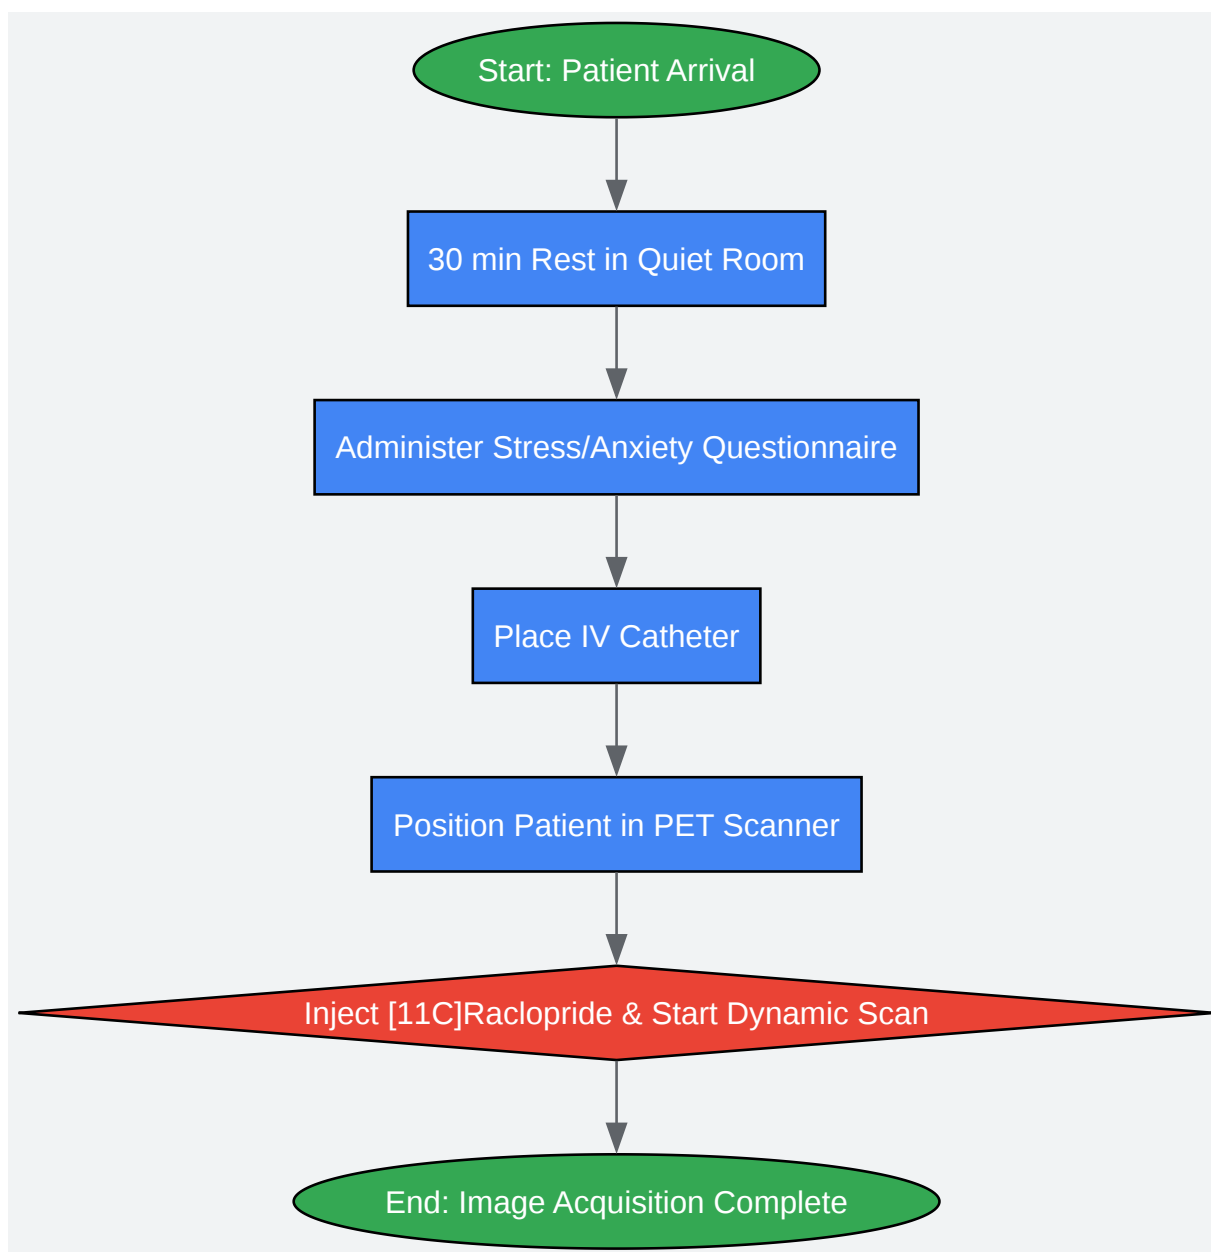 Start: Patient Arrival
30 min Rest in Quiet Room
Administer Stress/Anxiety Questionnaire
Place IV Catheter
Position Patient in PET Scanner
Inject [11C]Raclopride & Start Dynamic Scan
End: Image Acquisition Complete